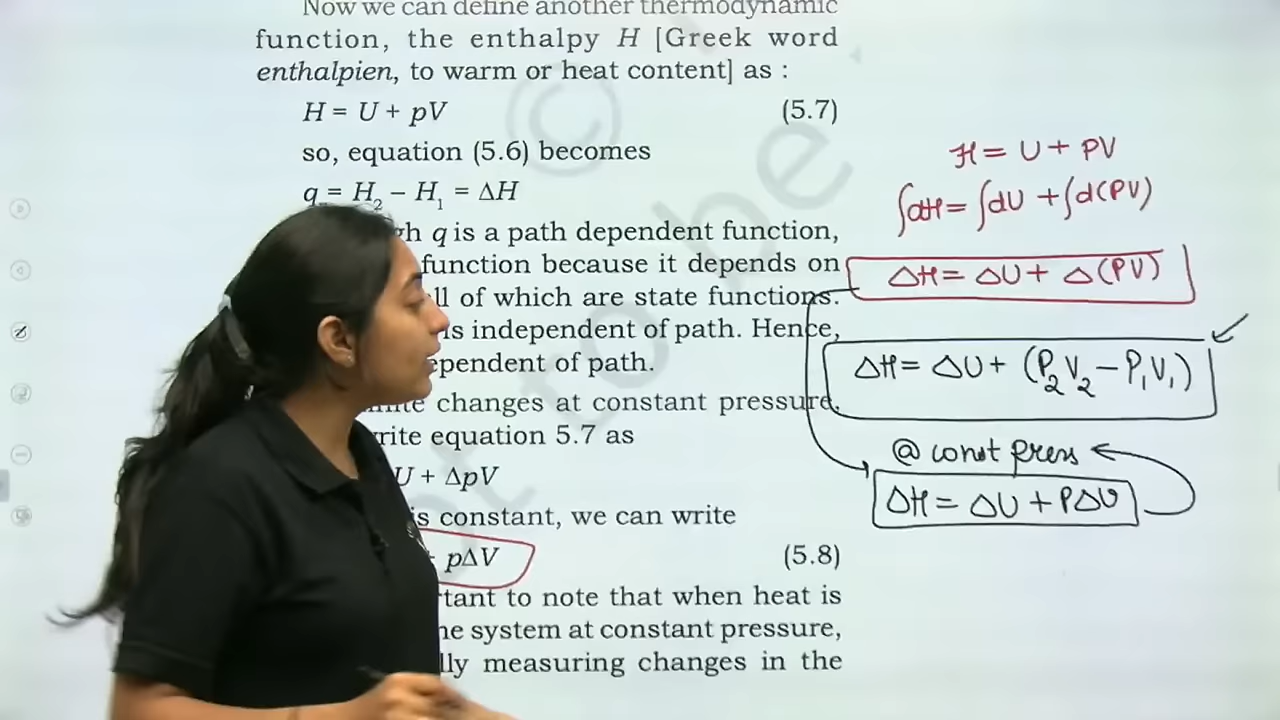 Now we can define another thermodynamic
function, the enthalpy H [Greek word
enthalpien, to warm or heat content] as :
H = U + pV (5.7)
so, equation (5.6) becomes
q = H₂ – H₁ = ΔH
q is a path dependent function,
function because it depends on
of which are state functions.
is independent of path. Hence,
of path.
changes at constant pressure,
equation 5.7 as
U + ΔpV
is constant, we can write
pΔV (5.8)
to note that when heat is
system at constant pressure,
measuring changes in the
H = U + PV
∫dH = ∫dU + ∫d(PV)
ΔH = ΔU + Δ(PV)
ΔH = ΔU + (P₂V₂ – P₁V₁)
@ const press
ΔH = ΔU + PΔV